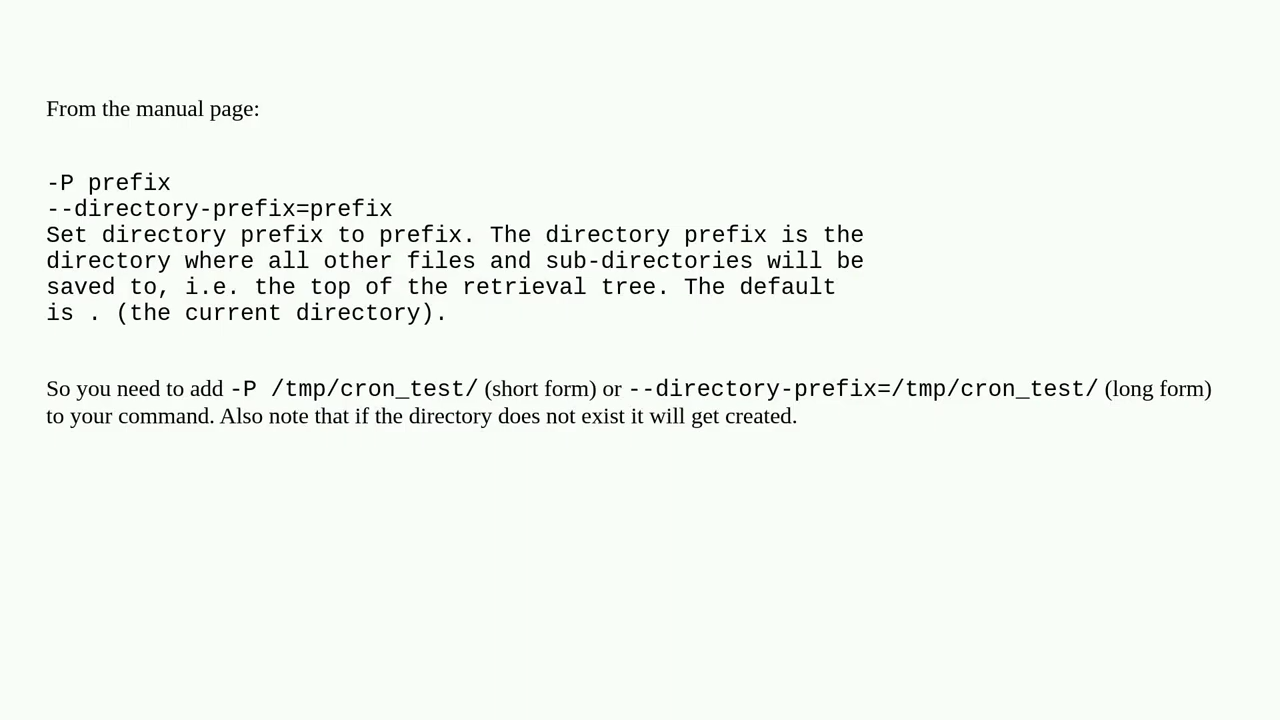 From the manual page:
-P prefix
--directory-prefix=prefix
Set directory prefix to prefix. The directory prefix is the
directory where all other files and sub-directories will be
saved to, i.e. the top of the retrieval tree. The default
is . (the current directory).
So you need to add -P /tmp/cron_test/ (short form) or --directory-prefix=/tmp/cron_test/ (long form)
to your command. Also note that if the directory does not exist it will get created.